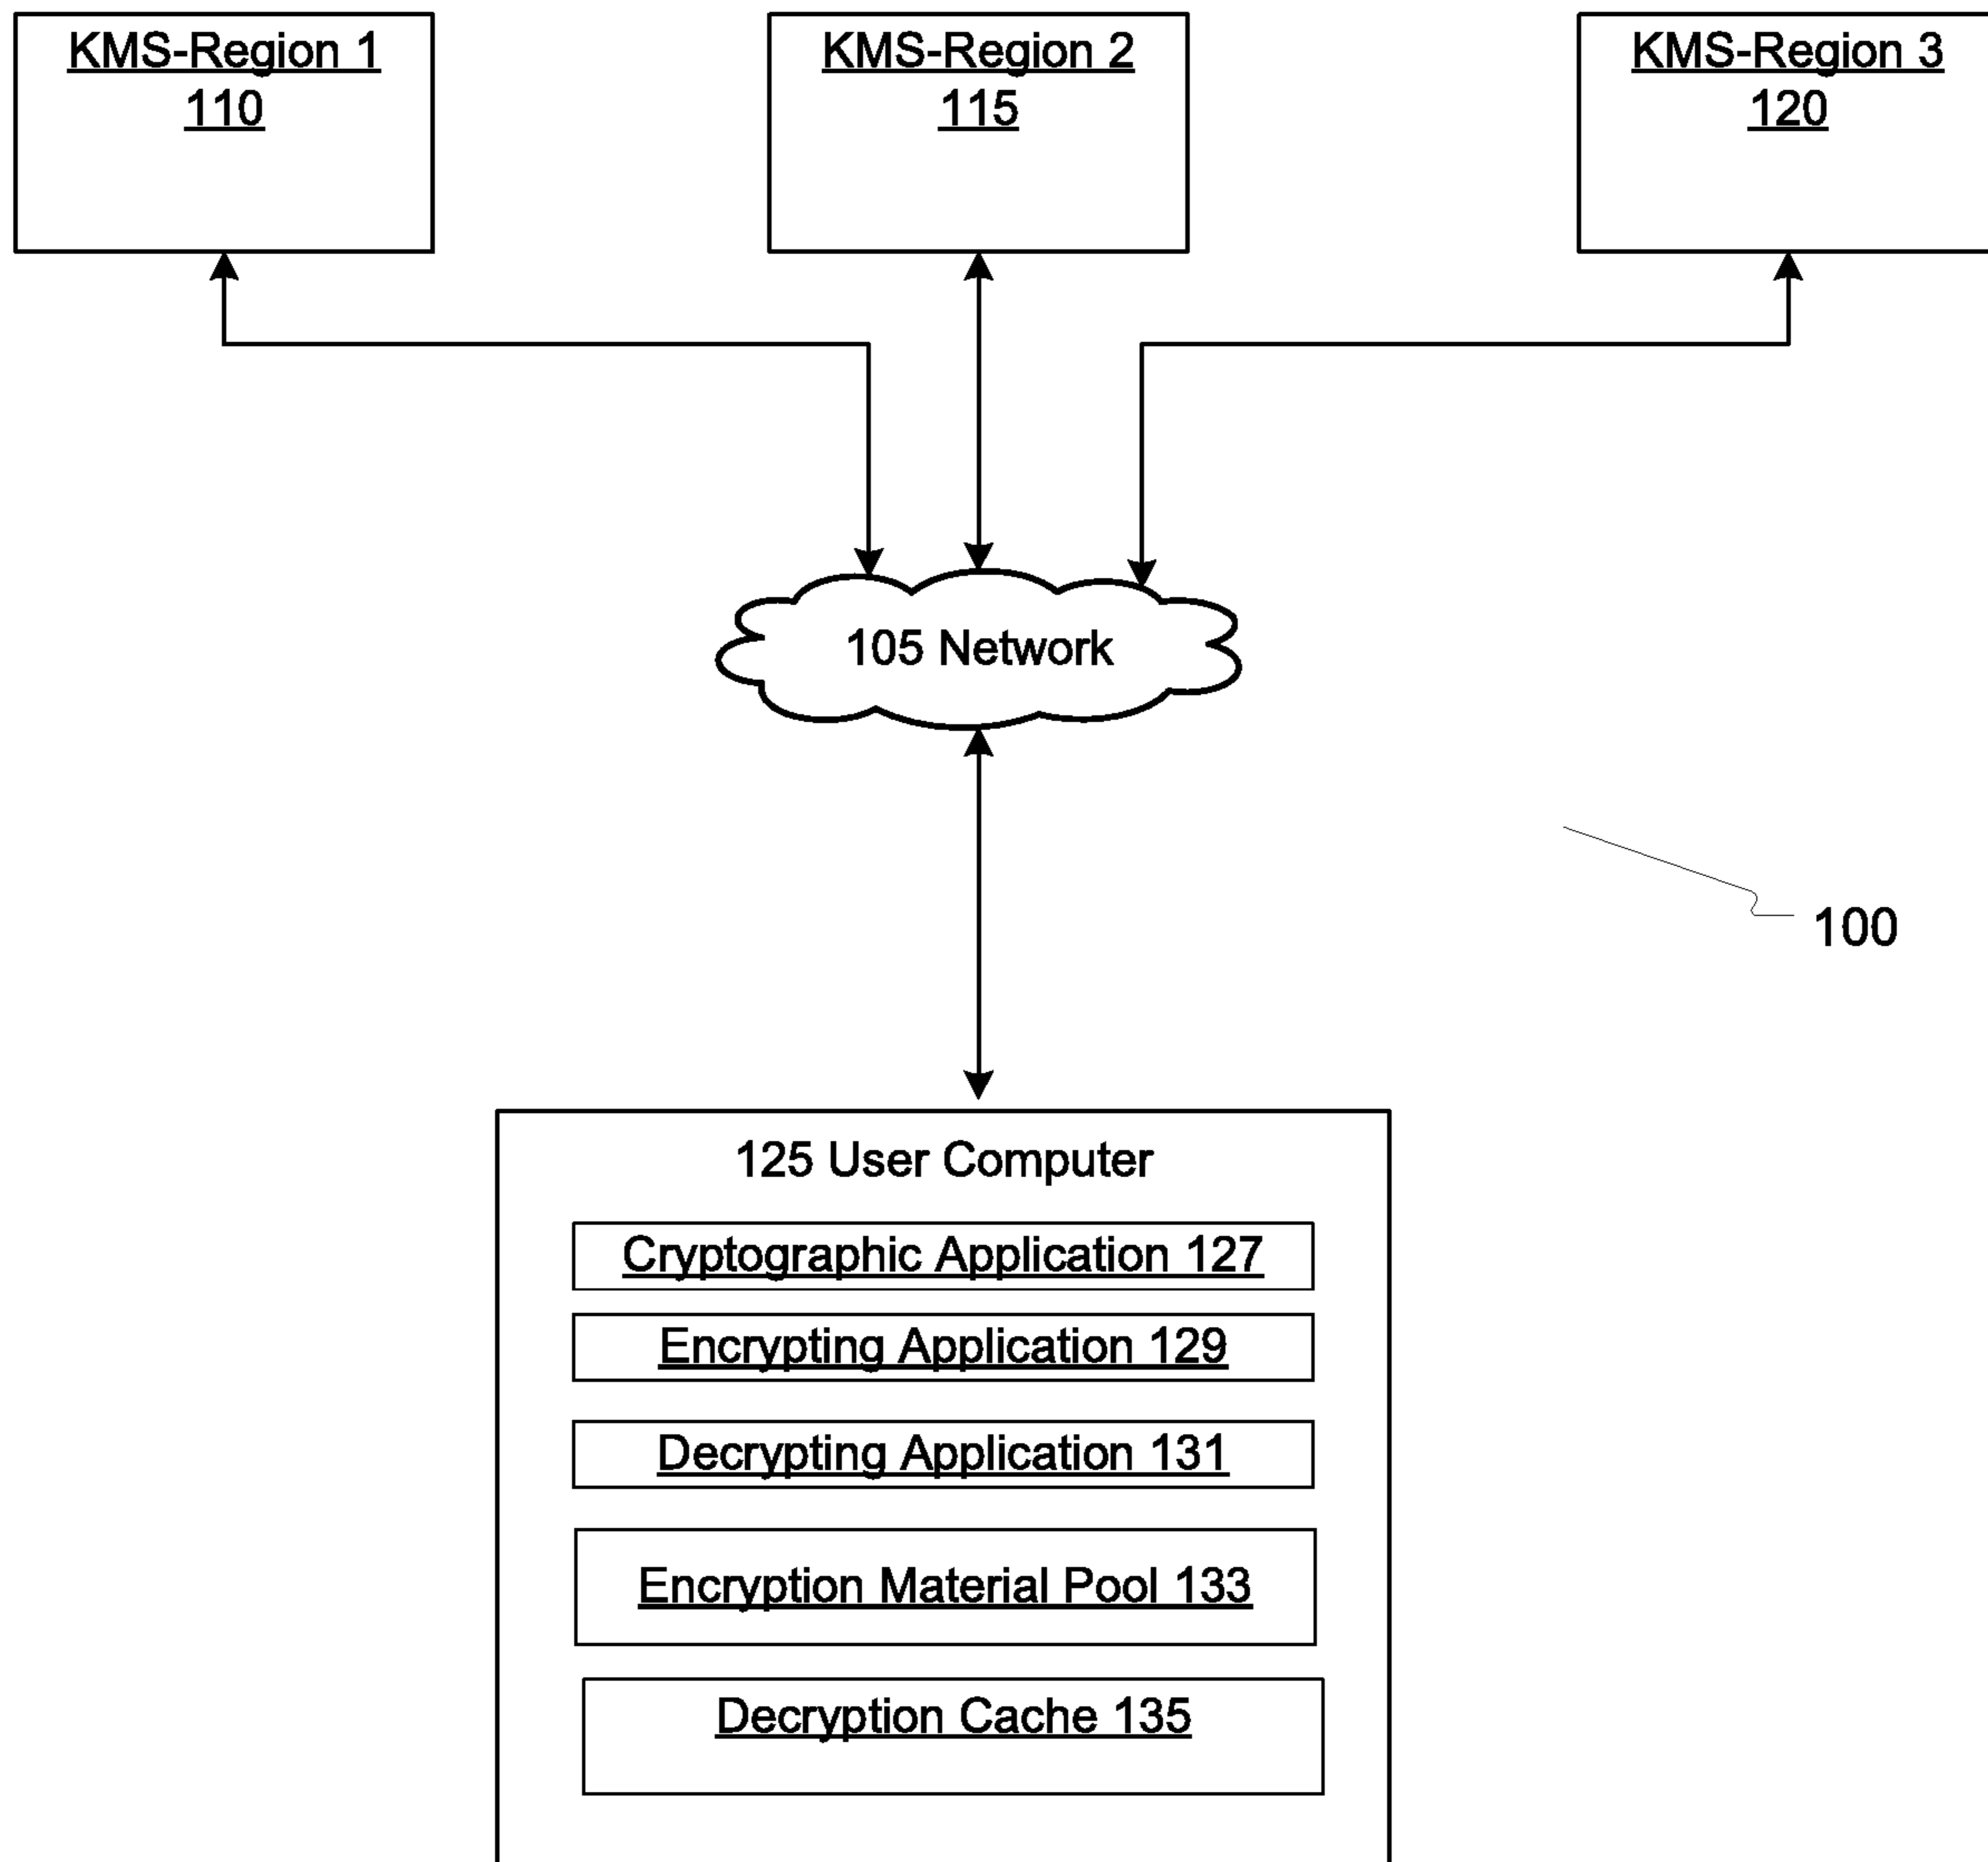 KMS-Region 1
110
KMS-Region 2
115
KMS-Region 3
120
105 Network
100
125 User Computer
Cryptographic Application 127
Encrypting Application 129
Decrypting Application 131
Encryption Material Pool 133
Decryption Cache 135